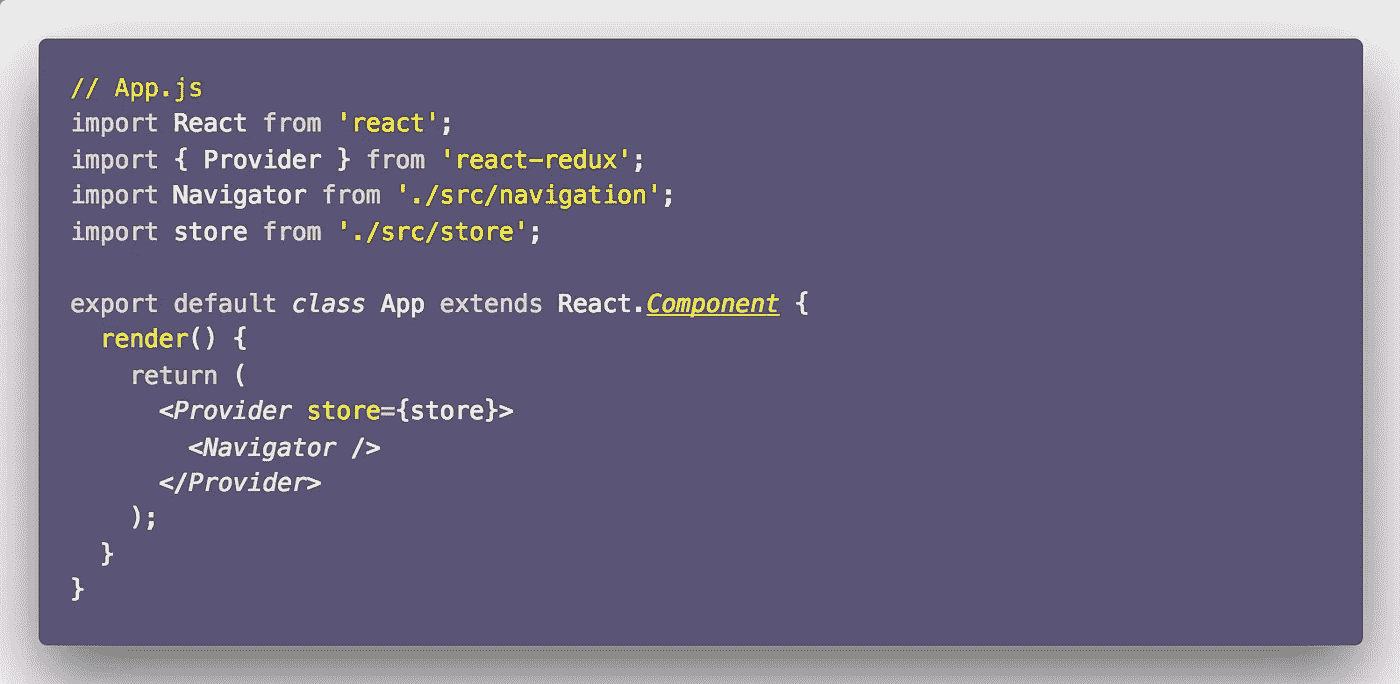 // App.js
import React from 'react';
import { Provider } from 'react-redux';
import Navigator from './src/navigation';
import store from './src/store';

export default class App extends React.Component {
  render() {
    return (
      <Provider store={store}>
        <Navigator />
      </Provider>
    );
  }
}